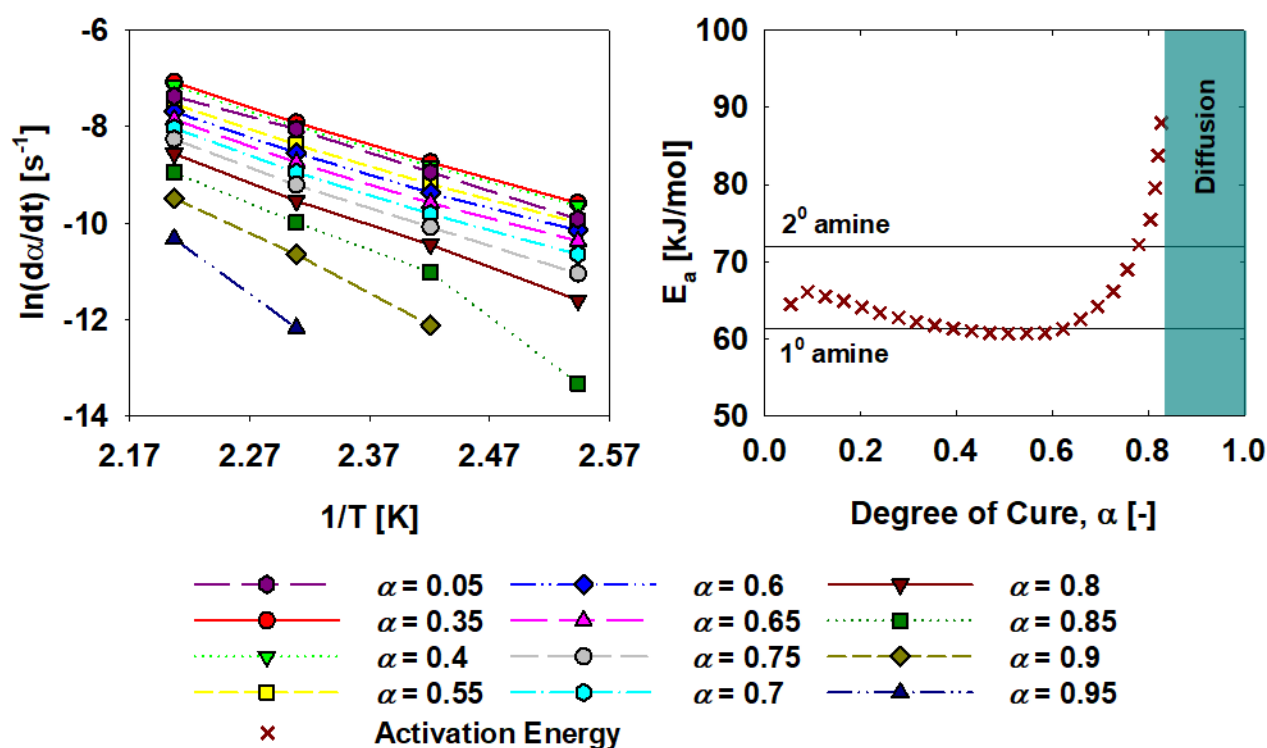 -6
-8
-10
-12
-14
ln(dα/dt) [s⁻¹]
2.17 2.27 2.37 2.47 2.57
1/T [K]
100
90
80
70
60
50
Eₐ [kJ/mol]
2⁰ amine
1⁰ amine
Diffusion
0.0 0.2 0.4 0.6 0.8 1.0
Degree of Cure, α [-]
α = 0.05 α = 0.6 α = 0.8
α = 0.35 α = 0.65 α = 0.85
α = 0.4 α = 0.75 α = 0.9
α = 0.55 α = 0.7 α = 0.95
Activation Energy